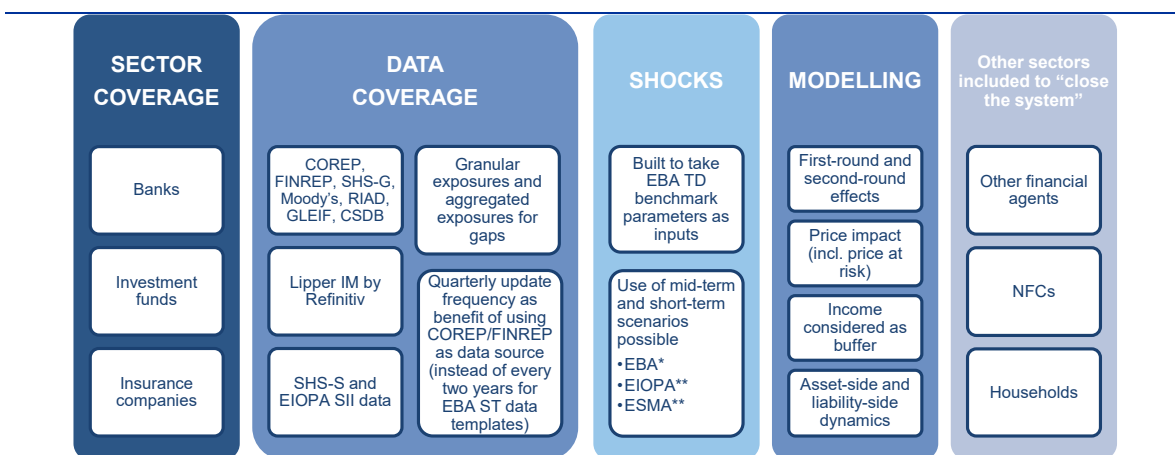 SECTOR
COVERAGE
Banks
Investment
funds
Insurance
companies
DATA
COVERAGE
COREP,
FINREP, SHS-G,
Moody's, RIAD,
GLEIF, CSDB
Lipper IM by
Refinitiv
SHS-S and
EIOPA SII data
Granular
exposures and
aggregated
exposures for
gaps
Quarterly update
frequency as
benefit of using
COREP/FINREP
as data source
(instead of every
two years for
EBA ST data
templates)
SHOCKS
Built to take
EBA TD
benchmark
parameters as
inputs
Use of mid-term
and short-term
scenarios
possible
•EBA*
•EIOPA**
•ESMA**
MODELLING
First-round and
second-round
effects
Price impact
(incl. price at
risk)
Income
considered as
buffer
Asset-side and
liability-side
dynamics
Other sectors
included to “close
the system”
Other financial
agents
NFCs
Households